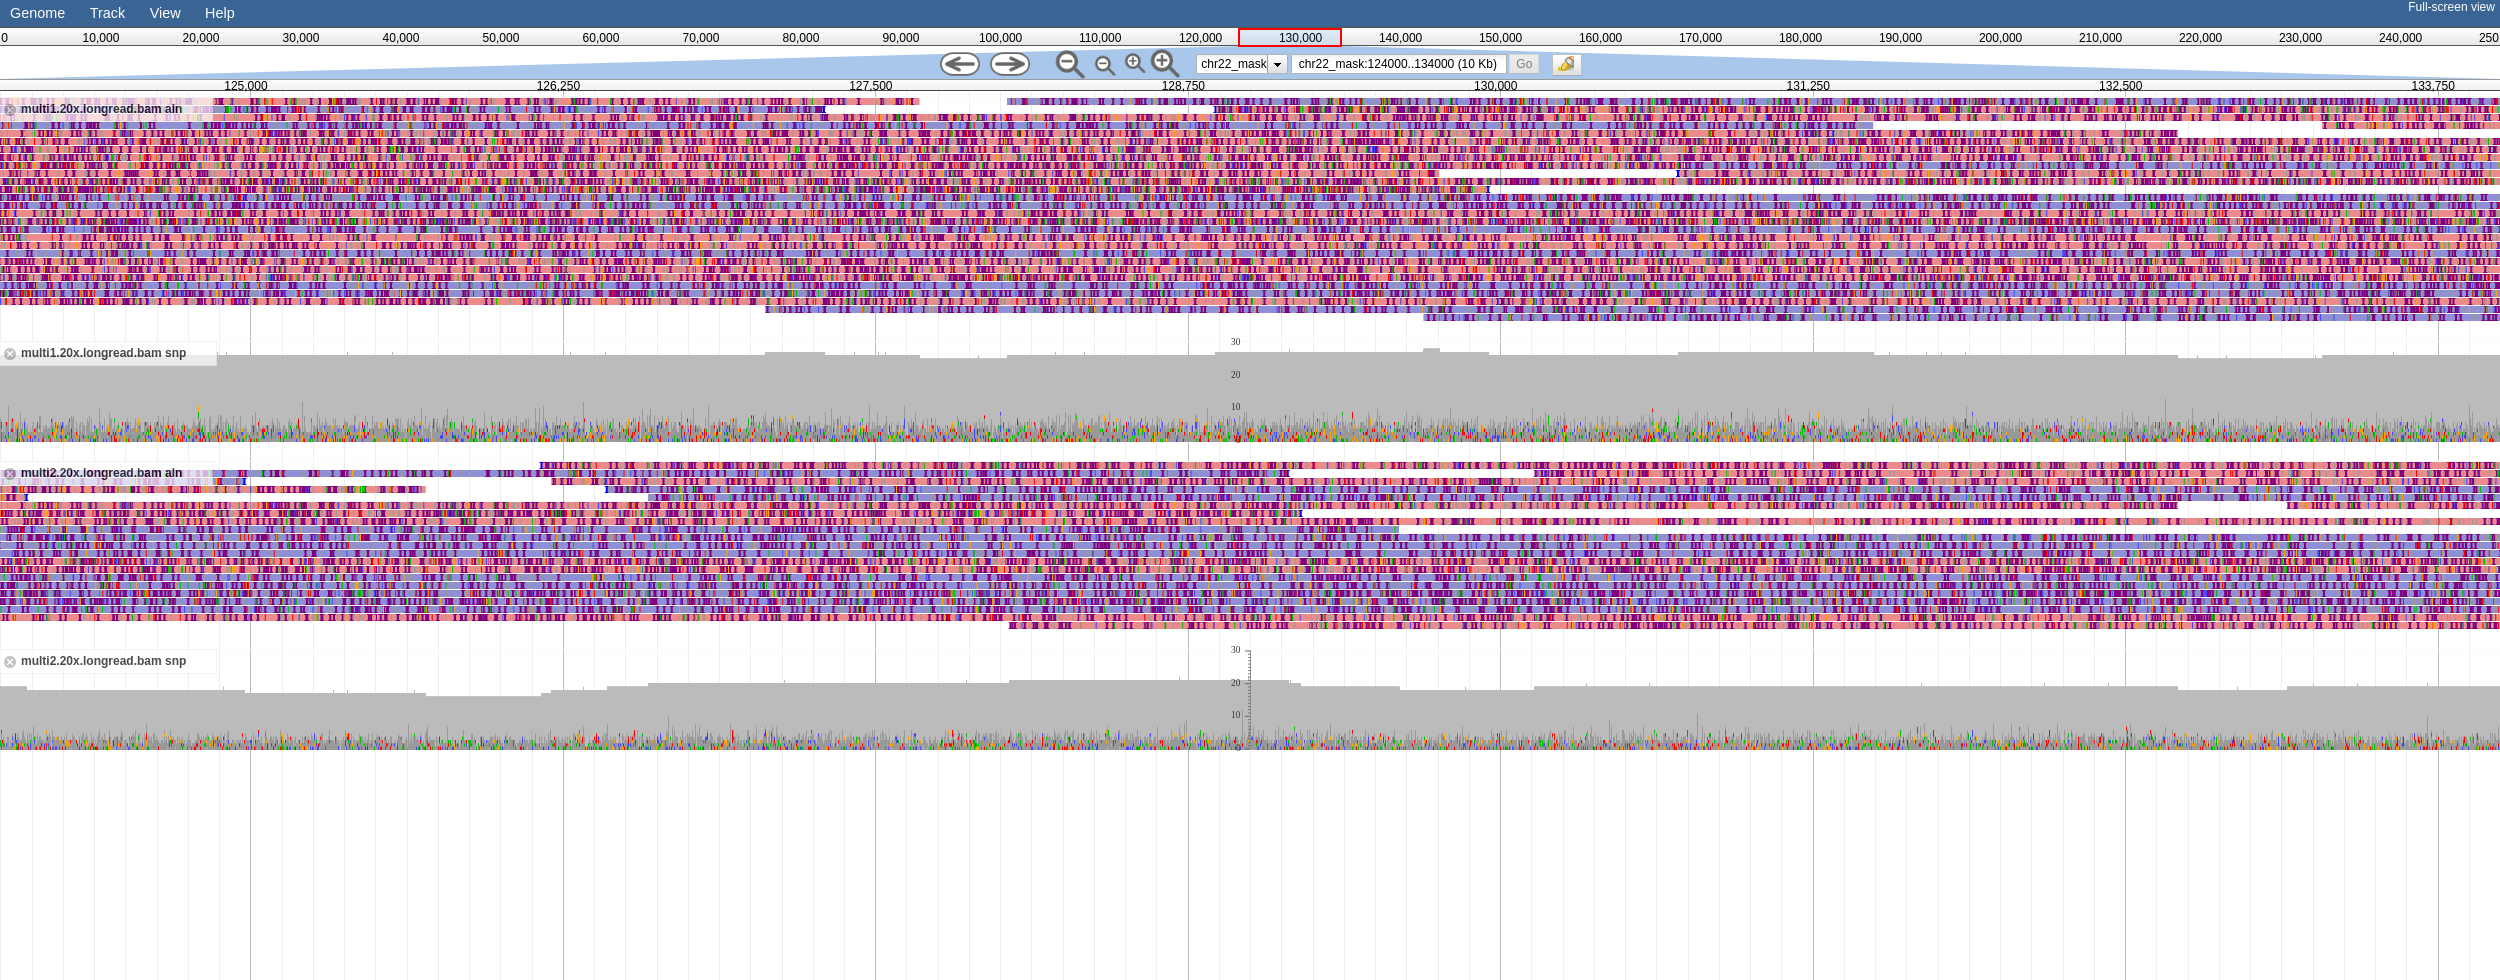 Genome Track View Help Full-screen view
0 10,000 20,000 30,000 40,000 50,000 60,000 70,000 80,000 90,000 100,000 110,000 120,000 130,000 140,000 150,000 160,000 170,000 180,000 190,000 200,000 210,000 220,000 230,000 240,000 250
chr22_mask chr22_mask:124000..134000 (10 Kb) Go
125,000 126,250 127,500 128,750 130,000 131,250 132,500 133,750
multi1.20x.longread.bam aln
30
multi1.20x.longread.bam snp
20
10
0
multi2.20x.longread.bam aln
30
multi2.20x.longread.bam snp
20
10
0